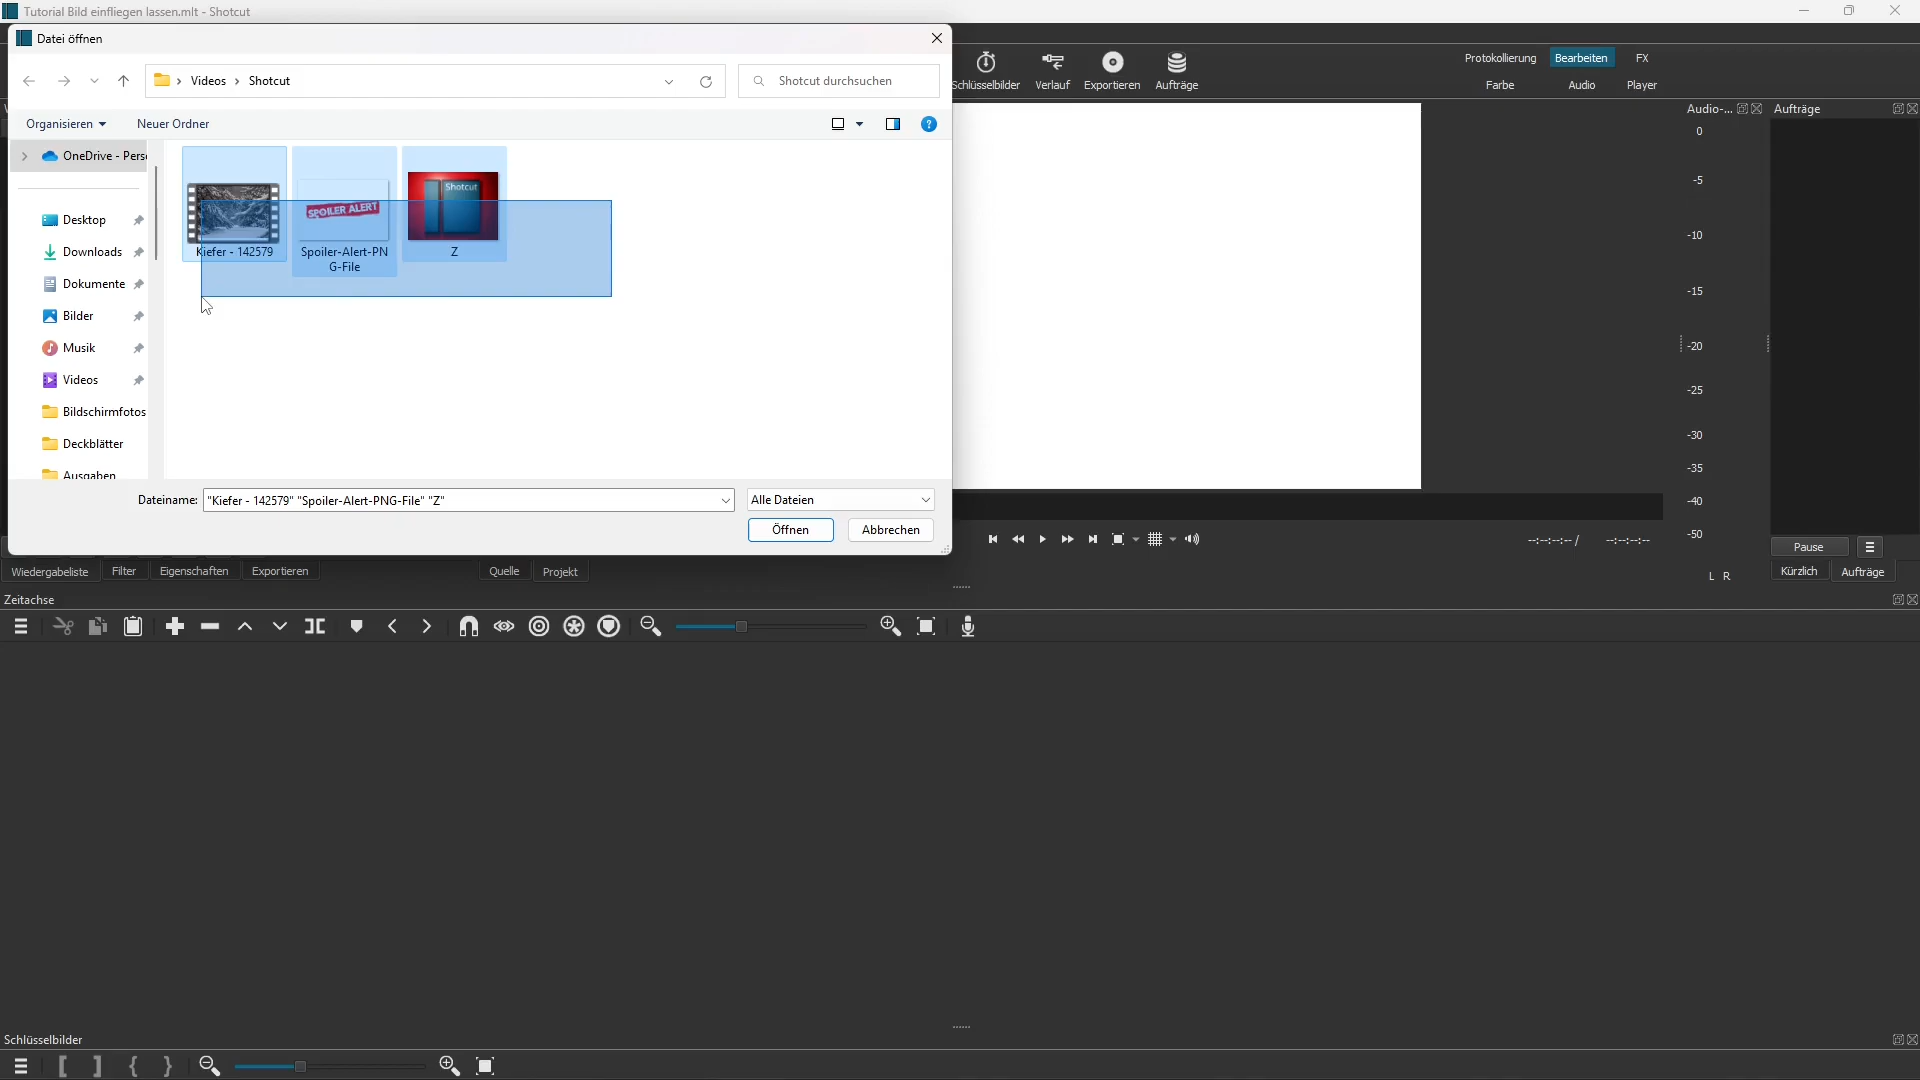 Tutorial Bild einfliegen lassen.mlt - Shotcut
Datei öffnen
Videos
Shotcut
Shotcut durchsuchen
Organisieren
Neuer Ordner
OneDrive - Pers
Desktop
Downloads
Dokumente
Bilder
Musik
Videos
Bildschirmfotos
Deckblätter
Ausgaben
Kiefer - 142579
SPOILER ALERT
Spoiler-Alert-PN
G-File
Shotcut
Z
Dateiname:
"Kiefer - 142579" "Spoiler-Alert-PNG-File" "Z"
Alle Dateien
Öffnen
Abbrechen
Schlüsselbilder
Verlauf
Exportieren
Aufträge
Protokollierung
Bearbeiten
FX
Farbe
Audio
Player
Audio-...
Aufträge
0
-5
-10
-15
-20
-25
-30
-35
-40
-50
L R
--:--:--:-- /
--:--:--:--
Pause
Kürzlich
Aufträge
Wiedergabeliste
Filter
Eigenschaften
Exportieren
Quelle
Projekt
Zeitachse
Schlüsselbilder